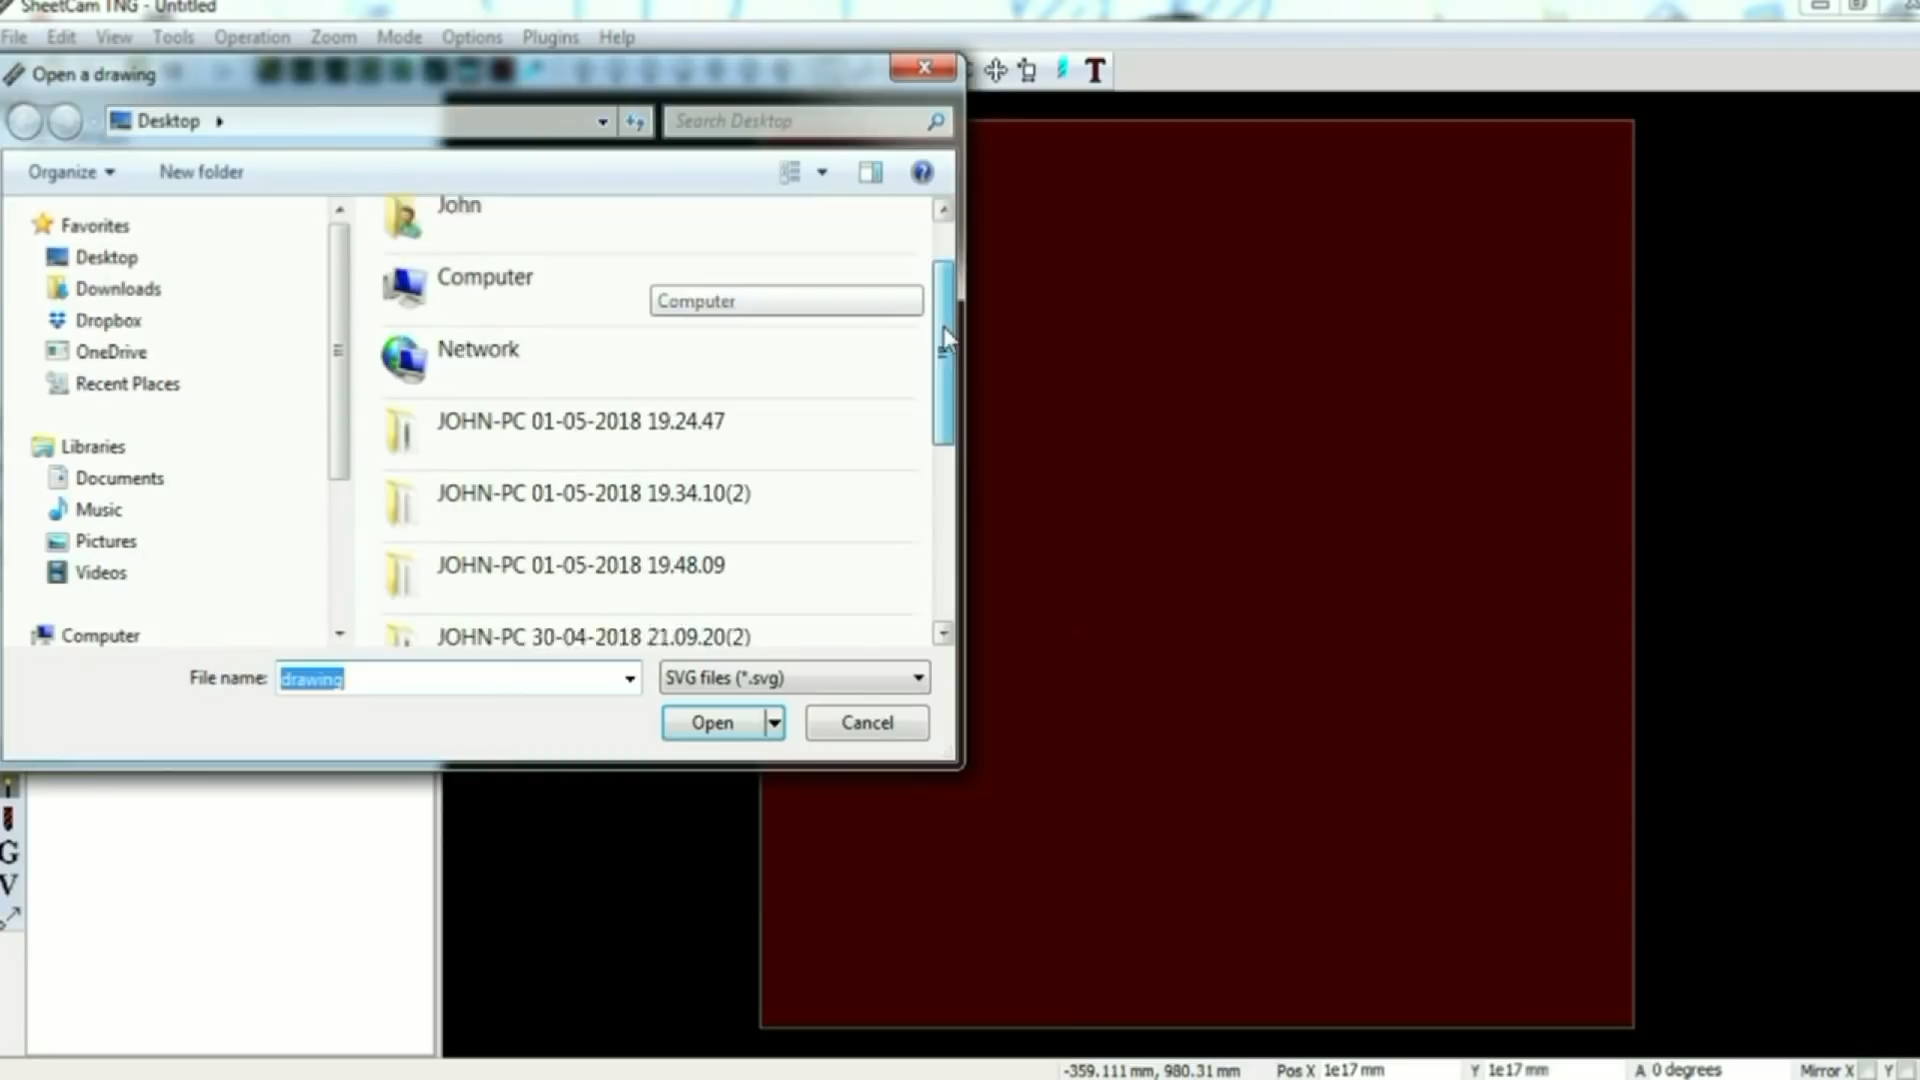 SheetCam TNG - Untitled
File Edit View Tools Operation Zoom Mode Options Plugins Help
Open a drawing
T
Desktop
Search Desktop
Organize New folder
Favorites
Desktop
Downloads
Dropbox
OneDrive
Recent Places
Libraries
Documents
Music
Pictures
Videos
Computer
John
Computer
Computer
Network
JOHN-PC 01-05-2018 19.24.47
JOHN-PC 01-05-2018 19.34.10(2)
JOHN-PC 01-05-2018 19.48.09
JOHN-PC 30-04-2018 21.09.20(2)
File name: drawing
SVG files (*.svg)
Open Cancel
G
V
-359.111 mm, 980.31 mm Pos X 1e17 mm Y 1e17 mm A 0 degrees Mirror X Y